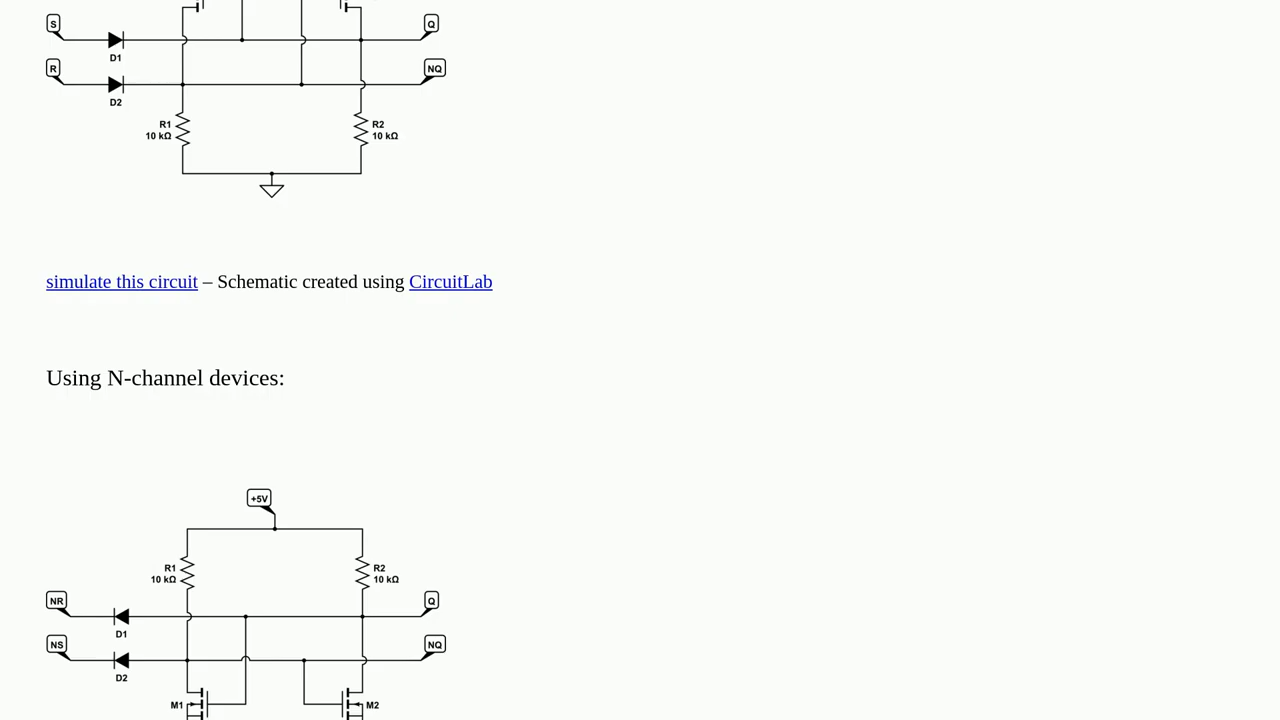 S
Q
D1
R
NQ
D2
R1
10 kΩ
R2
10 kΩ
simulate this circuit – Schematic created using CircuitLab
Using N-channel devices:
+5V
R1
10 kΩ
R2
10 kΩ
NR
Q
D1
NS
NQ
D2
M1
M2